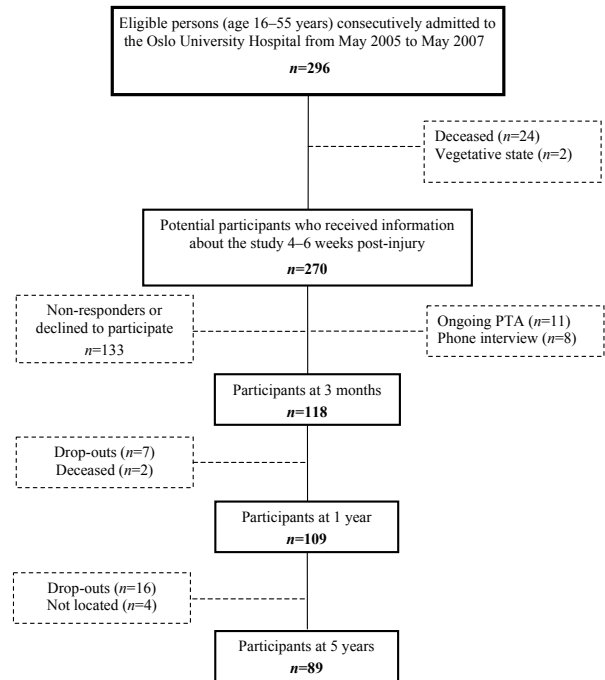 Eligible persons (age 16–55 years) consecutively admitted to
the Oslo University Hospital from May 2005 to May 2007
n=296
Deceased (n=24)
Vegetative state (n=2)
Potential participants who received information
about the study 4–6 weeks post-injury
n=270
Non-responders or
declined to participate
n=133
Ongoing PTA (n=11)
Phone interview (n=8)
Participants at 3 months
n=118
Drop-outs (n=7)
Deceased (n=2)
Participants at 1 year
n=109
Drop-outs (n=16)
Not located (n=4)
Participants at 5 years
n=89